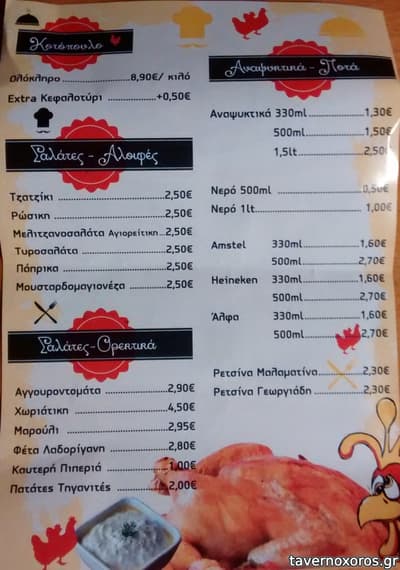 Κοτόπουλο
Ολόκληρο ..................8,90€/ κιλό
Extra Κεφαλοτύρι ..............+0,50€
Σαλάτες - Αλοιφές
Τζατζίκι ..............................2,50€
Ρώσικη ................................2,50€
Μελιτζανοσαλάτα Αγιορείτικη...2,50€
Τυροσαλάτα .......................2,50€
Πάπρικα .............................2,50€
Μουσταρδομαγιονέζα ..........2,50€
Σαλάτες-Ορεκτικά
Αγγουροντομάτα ................2,90€
Χωριάτικη ...........................4,50€
Μαρούλι .............................2,95€
Φέτα Λαδορίγανη ................2,80€
Καυτερή Πιπεριά .................1,00€
Πατάτες Τηγανιτές ..............2,00€
Αναψυκτικά - Ποτά
Αναψυκτικά 330ml................1,30€
500ml................1,50€
1,5lt...................2,50€
Νερό 500ml ........................0,50€
Νερό 1lt.............................1,00€
Amstel 330ml................1,60€
500ml................2,70€
Heineken 330ml................1,60€
500ml................2,70€
Άλφα 330ml................1,60€
500ml................2,70€
Ρετσίνα Μαλαματίνα............2,30€
Ρετσίνα Γεωργιάδη ..............2,30€
tavernoxoros.gr